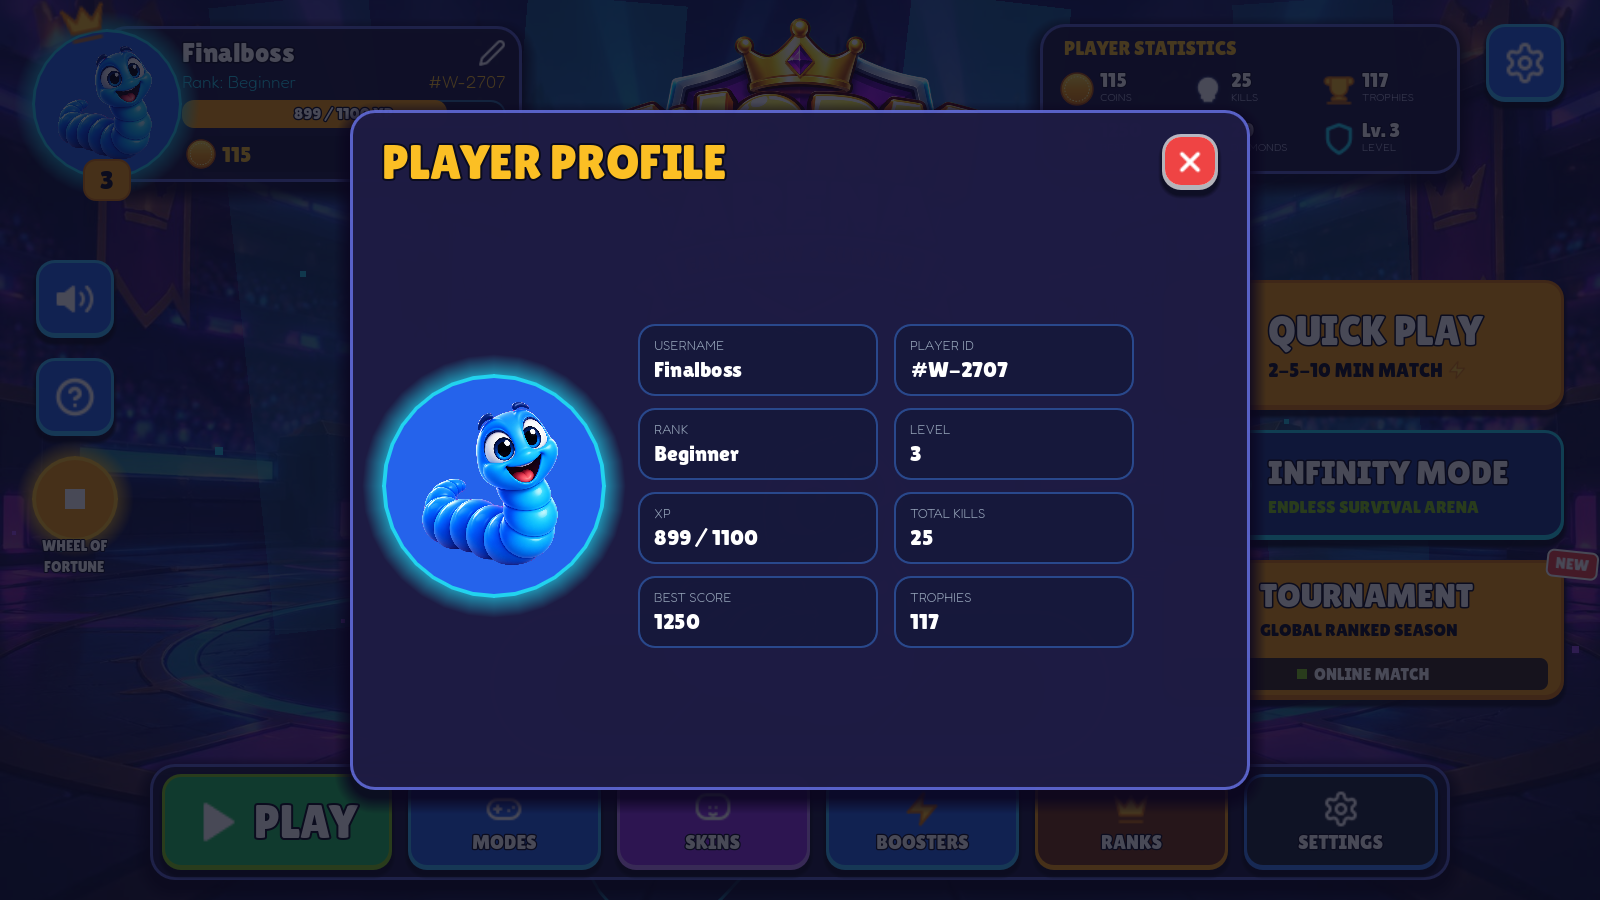 Finalboss
Rank: Beginner
#W-2707
899 / 1100 XP
115
3
PLAYER STATISTICS
115
COINS
25
KILLS
117
TROPHIES
Lv. 3
LEVEL
PLAYER PROFILE
USERNAME
Finalboss
PLAYER ID
#W-2707
RANK
Beginner
LEVEL
3
XP
899 / 1100
TOTAL KILLS
25
BEST SCORE
1250
TROPHIES
117
WHEEL OF
FORTUNE
QUICK PLAY
2-5-10 MIN MATCH
INFINITY MODE
ENDLESS SURVIVAL ARENA
NEW
TOURNAMENT
GLOBAL RANKED SEASON
ONLINE MATCH
PLAY
MODES
SKINS
BOOSTERS
RANKS
SETTINGS